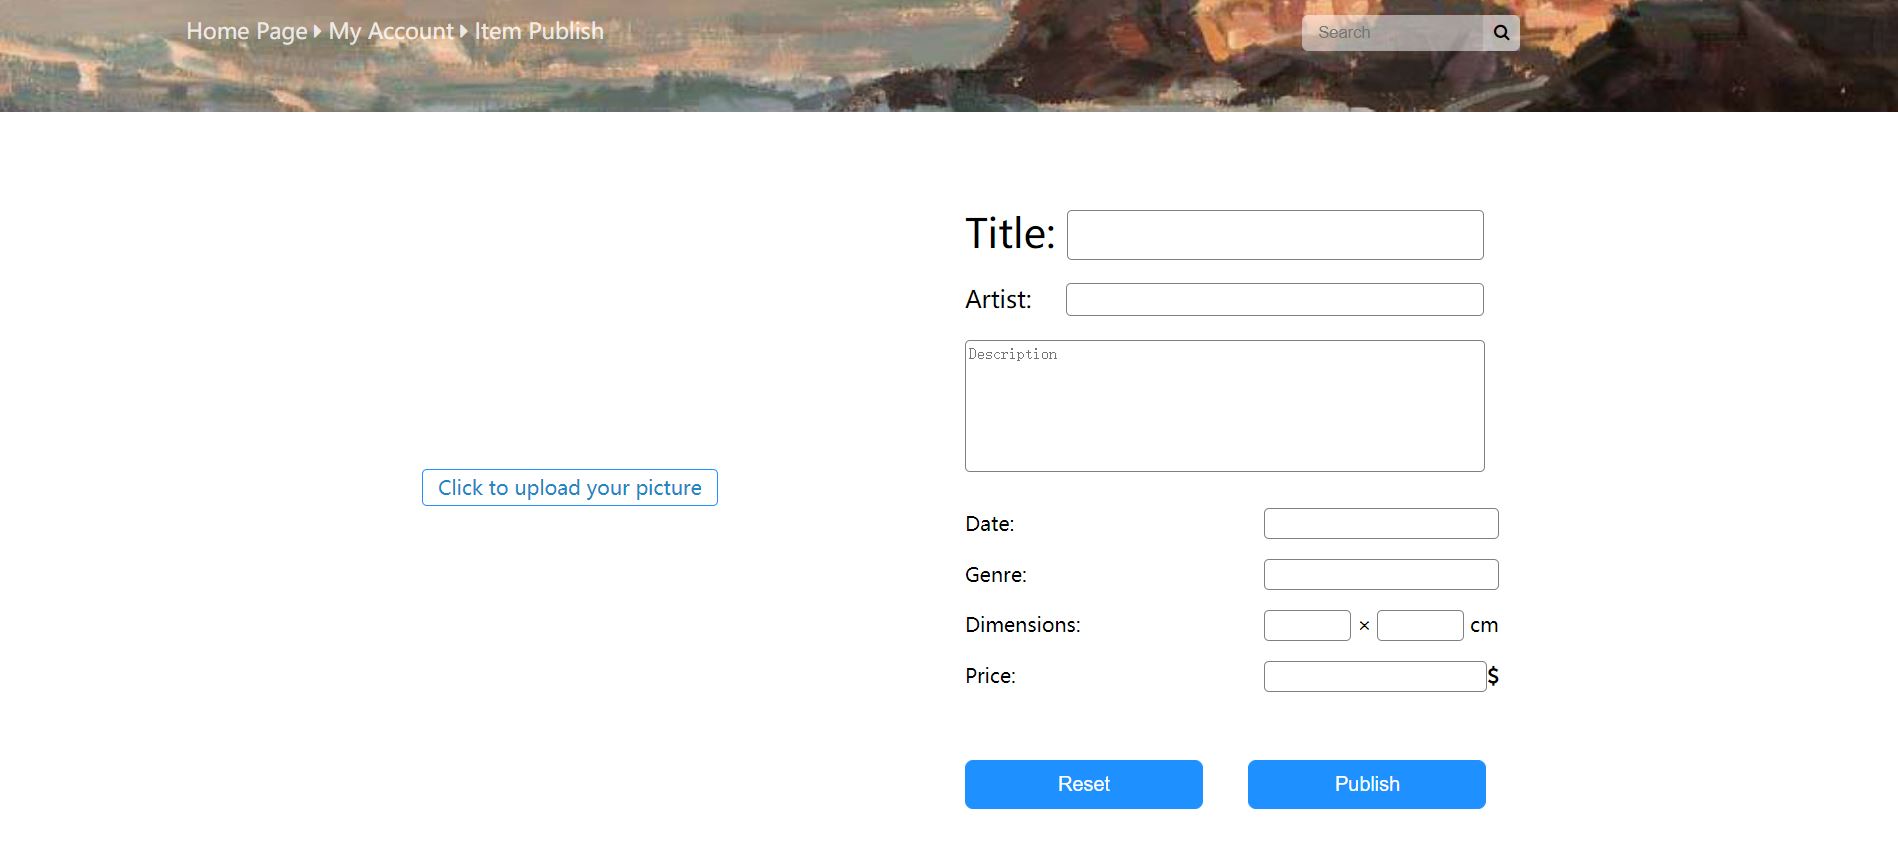 Home Page My Account Item Publish
Search
Title:
Artist:
Description
Click to upload your picture
Date:
Genre:
Dimensions: × cm
Price: $
Reset Publish